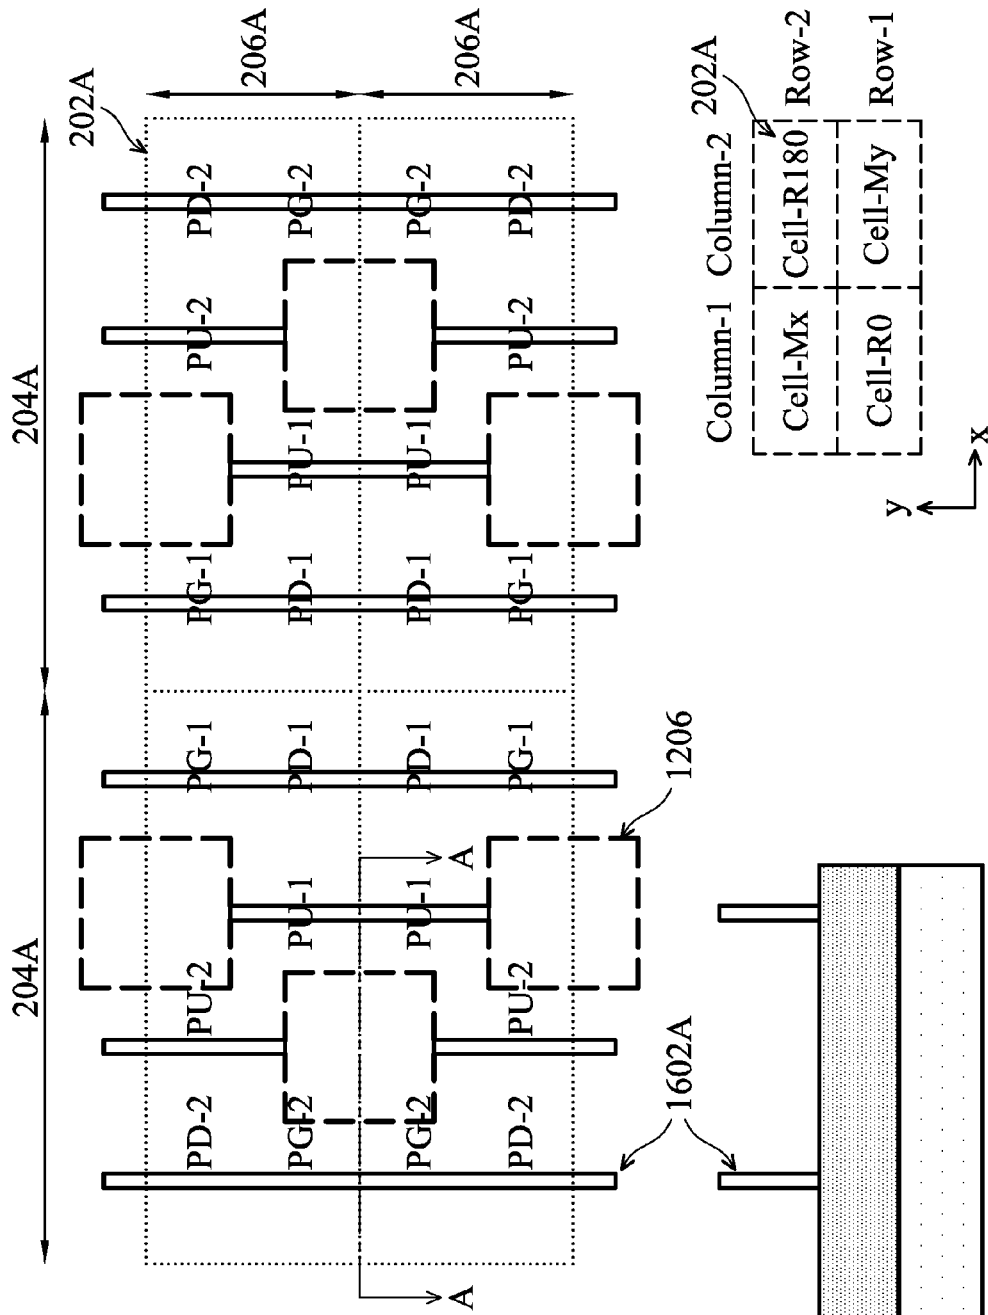 204A 204A
202A
PD-2 PU-2 PG-1 PG-1 PU-2 PD-2
206A
PG-2 PU-1 PD-1 PD-1 PU-1 PG-2
PG-2 PU-1 PD-1 PD-1 PU-1 PG-2
206A
A A
PD-2 PU-2 PG-1 PG-1 PU-2 PD-2
1602A 1206
202A
Column-1 Column-2
Cell-Mx Cell-R180 Row-2
Cell-R0 Cell-My Row-1
y
x